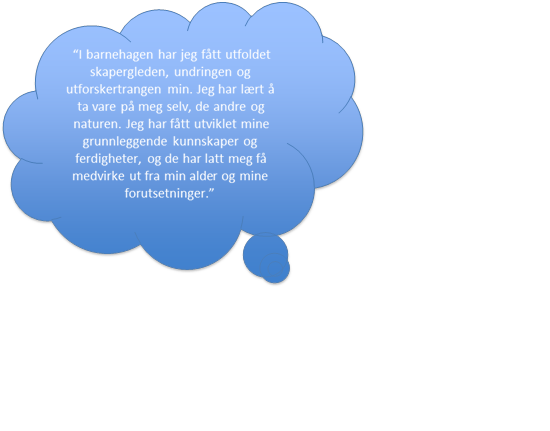 “I barnehagen har jeg fått utfoldet
skapergleden, undringen og
utforskertrangen min. Jeg har lært å
ta vare på meg selv, de andre og
naturen. Jeg har fått utviklet mine
grunnleggende kunnskaper og
ferdigheter, og de har latt meg få
medvirke ut fra min alder og mine
forutsetninger.”